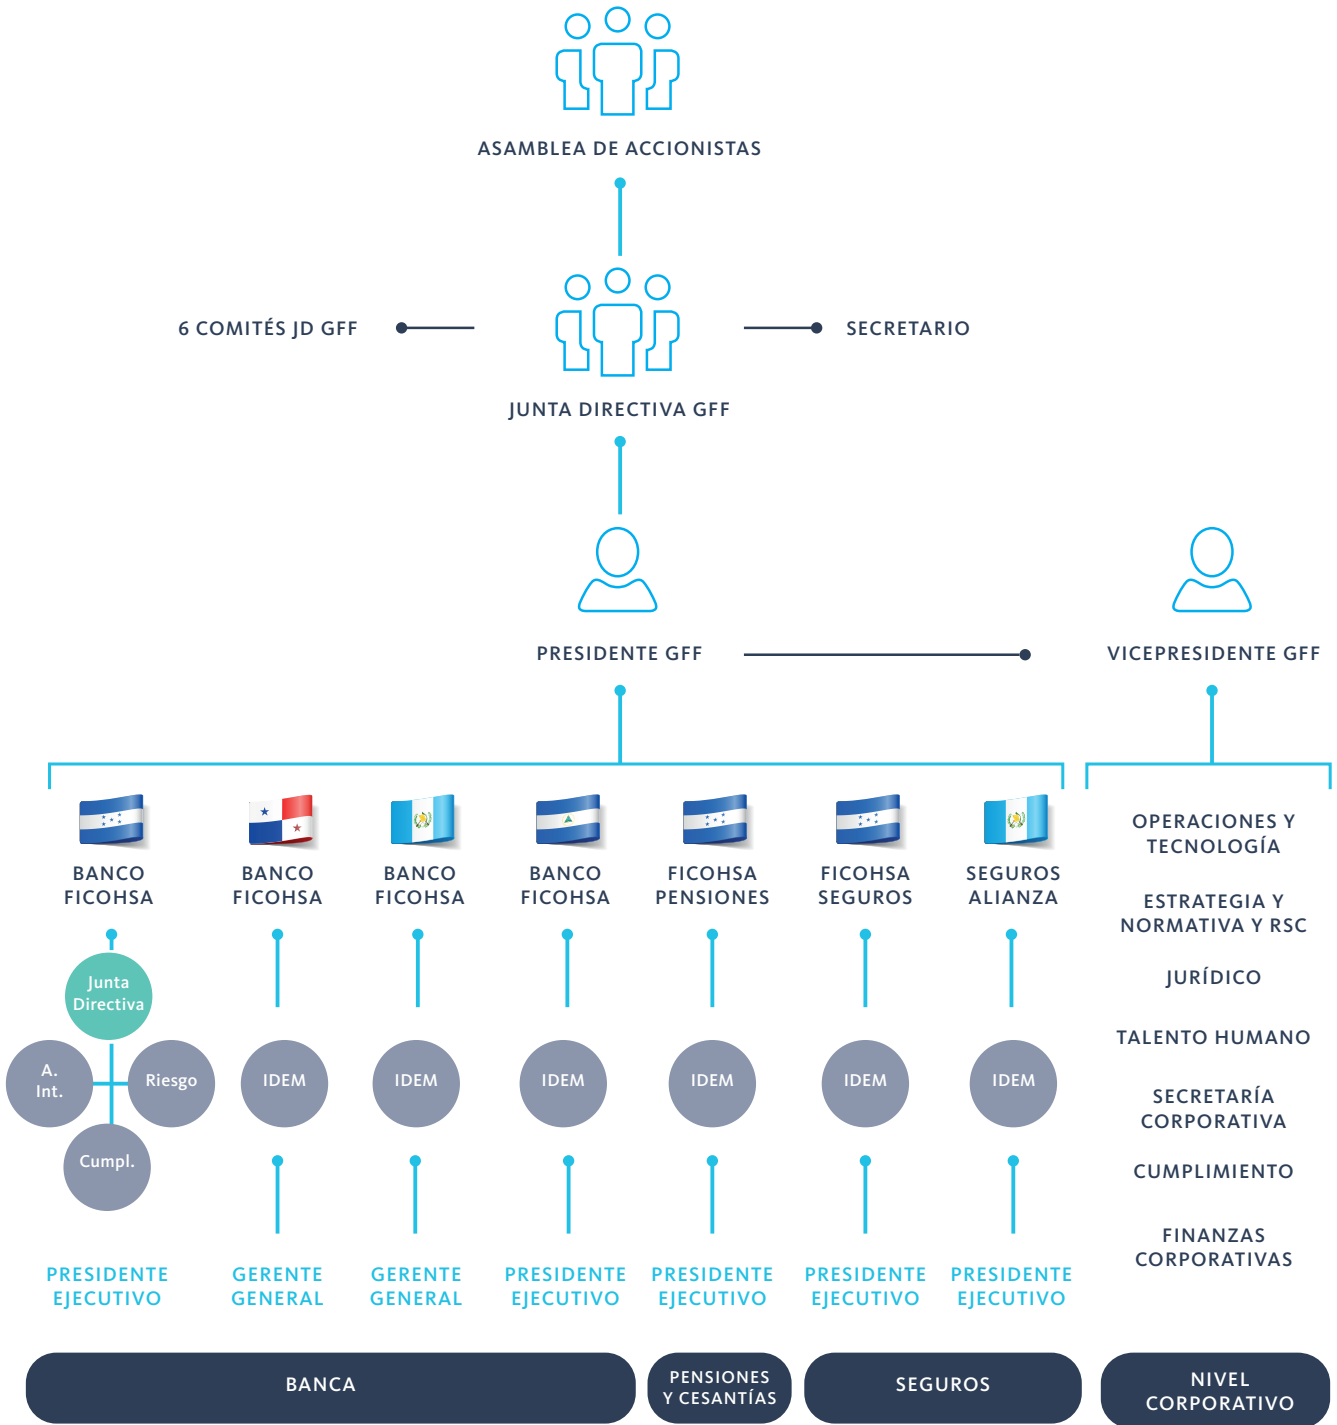 ASAMBLEA DE ACCIONISTAS
6 COMITÉS JD GFF
SECRETARIO
JUNTA DIRECTIVA GFF
PRESIDENTE GFF
VICEPRESIDENTE GFF
BANCO
FICOHSA
BANCO
FICOHSA
BANCO
FICOHSA
BANCO
FICOHSA
FICOHSA
PENSIONES
FICOHSA
SEGUROS
SEGUROS
ALIANZA
Junta
Directiva
A.
Int.
Riesgo
Cumpl.
IDEM
IDEM
IDEM
IDEM
IDEM
IDEM
PRESIDENTE
EJECUTIVO
GERENTE
GENERAL
GERENTE
GENERAL
PRESIDENTE
EJECUTIVO
PRESIDENTE
EJECUTIVO
PRESIDENTE
EJECUTIVO
PRESIDENTE
EJECUTIVO
OPERACIONES Y
TECNOLOGÍA
ESTRATEGIA Y
NORMATIVA Y RSC
JURÍDICO
TALENTO HUMANO
SECRETARÍA
CORPORATIVA
CUMPLIMIENTO
FINANZAS
CORPORATIVAS
BANCA
PENSIONES
Y CESANTÍAS
SEGUROS
NIVEL
CORPORATIVO